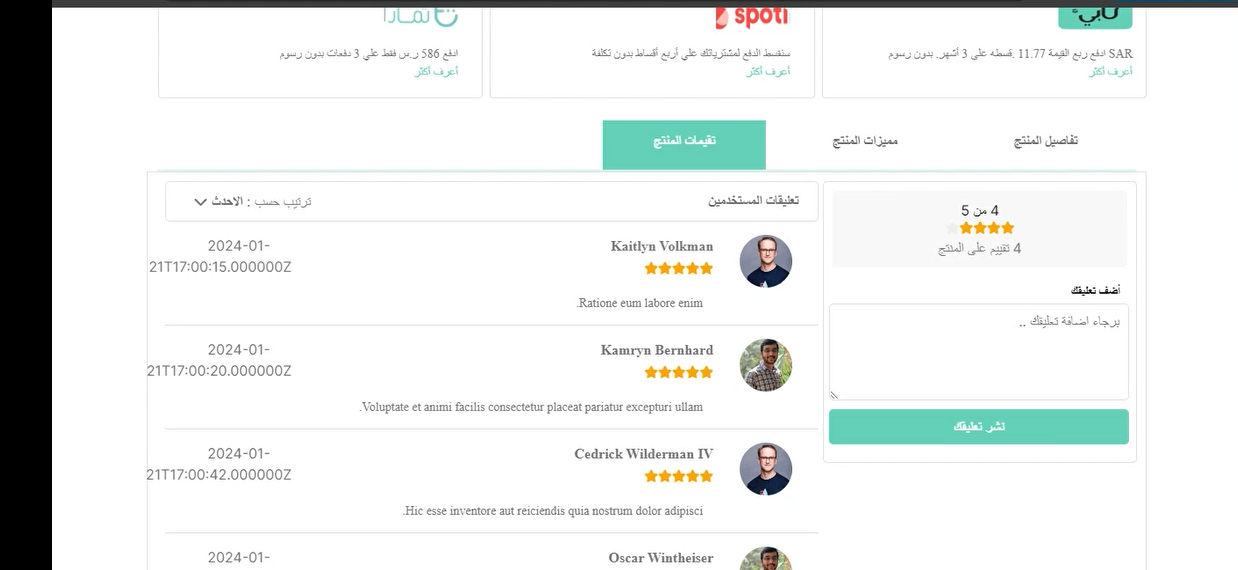 تابي
spoti
تمارا
SAR ادفع ربع القيمة 11.77 .قسطه على 3 أشهر. بدون رسوم
أعرف أكثر
سنقسط الدفع لمشترياتك علي أربع أقساط بدون تكلفة
أعرف أكثر
ادفع 586 ر.س فقط علي 3 دفعات بدون رسوم
أعرف أكثر
تفاصيل المنتج
مميزات المنتج
تقيمات المنتج
4 من 5
4 تقييم على المنتج
أضف تعليقك
برجاء اضافة تعليقك ..
نشر تعليقك
تعليقات المستخدمين
ترتيب حسب : الاحدث
Kaitlyn Volkman
2024-01-
21T17:00:15.000000Z
.Ratione eum labore enim
Kamryn Bernhard
2024-01-
21T17:00:20.000000Z
.Voluptate et animi facilis consectetur placeat pariatur excepturi ullam
Cedrick Wilderman IV
2024-01-
21T17:00:42.000000Z
.Hic esse inventore aut reiciendis quia nostrum dolor adipisci
Oscar Wintheiser
2024-01-